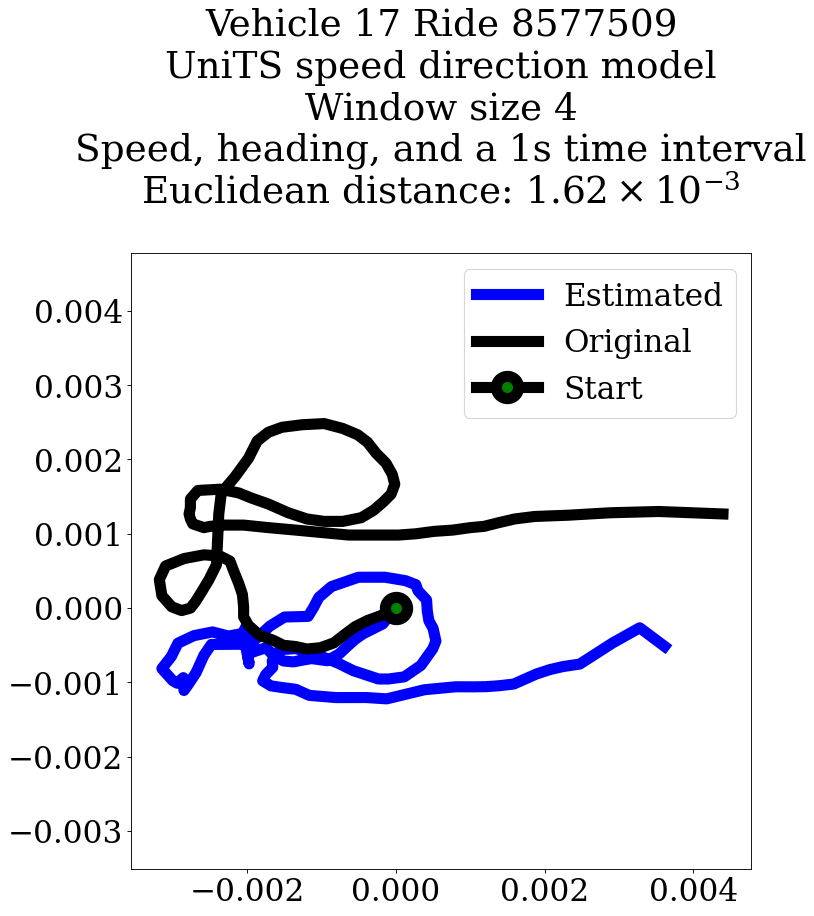 Vehicle 17 Ride 8577509
UniTS speed direction model
Window size 4
Speed, heading, and a 1s time interval
Euclidean distance: 1.62 × 10⁻³
Estimated
Original
Start
0.004
0.003
0.002
0.001
0.000
−0.001
−0.002
−0.003
−0.002 0.000 0.002 0.004